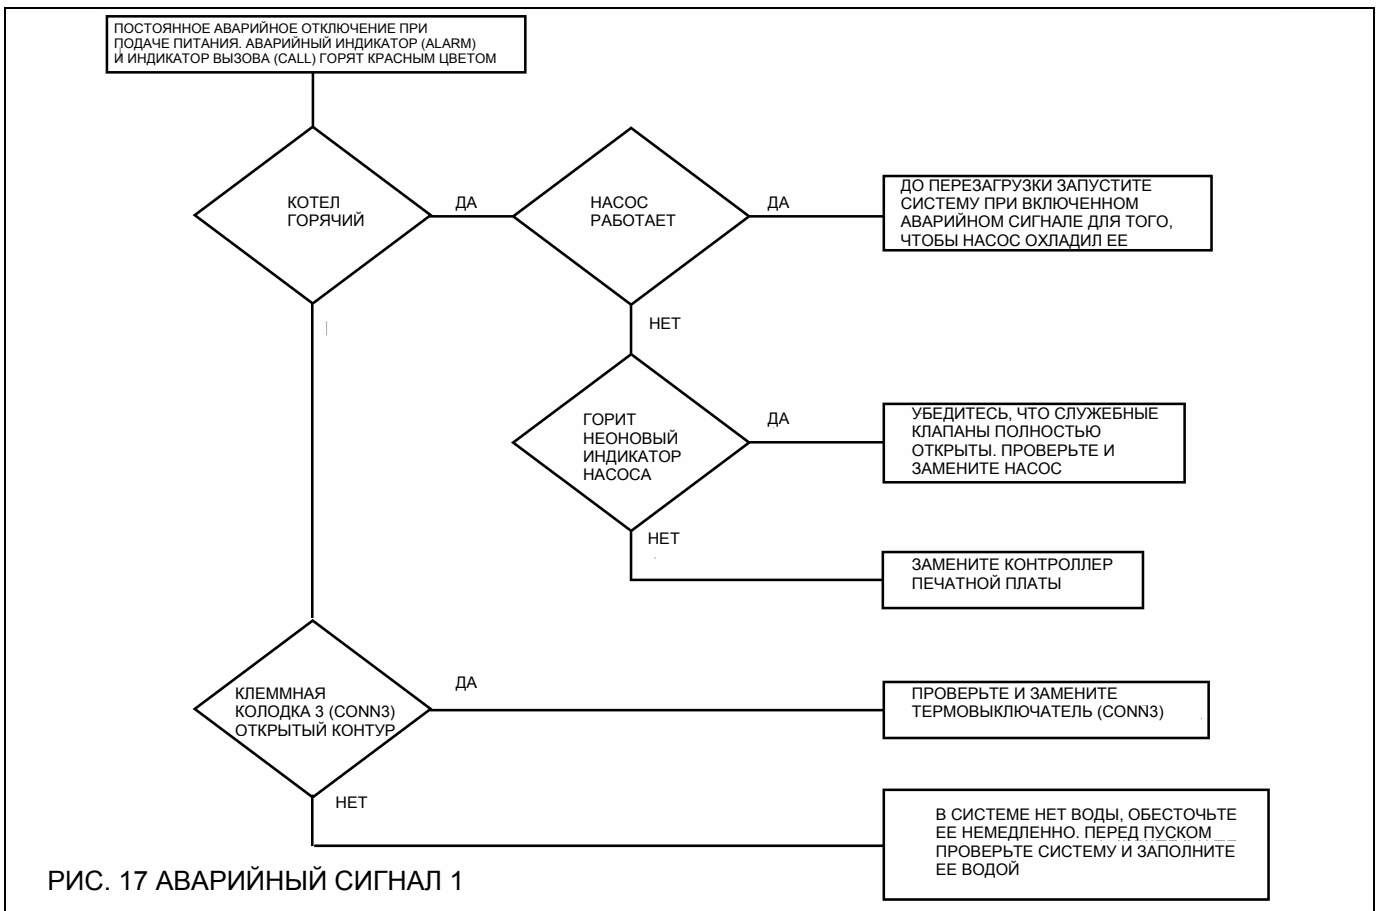 ПОСТОЯННОЕ АВАРИЙНОЕ ОТКЛЮЧЕНИЕ ПРИ
ПОДАЧЕ ПИТАНИЯ. АВАРИЙНЫЙ ИНДИКАТОР (ALARM)
И ИНДИКАТОР ВЫЗОВА (CALL) ГОРЯТ КРАСНЫМ ЦВЕТОМ
КОТЕЛ
ГОРЯЧИЙ
ДА
НАСОС
РАБОТАЕТ
ДА
ДО ПЕРЕЗАГРУЗКИ ЗАПУСТИТЕ
СИСТЕМУ ПРИ ВКЛЮЧЕННОМ
АВАРИЙНОМ СИГНАЛЕ ДЛЯ ТОГО,
ЧТОБЫ НАСОС ОХЛАДИЛ ЕЕ
НЕТ
ГОРИТ
НЕОНОВЫЙ
ИНДИКАТОР
НАСОСА
ДА
УБЕДИТЕСЬ, ЧТО СЛУЖЕБНЫЕ
КЛАПАНЫ ПОЛНОСТЬЮ
ОТКРЫТЫ. ПРОВЕРЬТЕ И
ЗАМЕНИТЕ НАСОС
НЕТ
ЗАМЕНИТЕ КОНТРОЛЛЕР
ПЕЧАТНОЙ ПЛАТЫ
КЛЕММНАЯ
КОЛОДКА 3 (CONN3)
ОТКРЫТЫЙ КОНТУР
ДА
ПРОВЕРЬТЕ И ЗАМЕНИТЕ
ТЕРМОВЫКЛЮЧАТЕЛЬ (CONN3)
НЕТ
В СИСТЕМЕ НЕТ ВОДЫ, ОБЕСТОЧЬТЕ
ЕЕ НЕМЕДЛЕННО. ПЕРЕД ПУСКОМ
ПРОВЕРЬТЕ СИСТЕМУ И ЗАПОЛНИТЕ
ЕЕ ВОДОЙ
РИС. 17 АВАРИЙНЫЙ СИГНАЛ 1